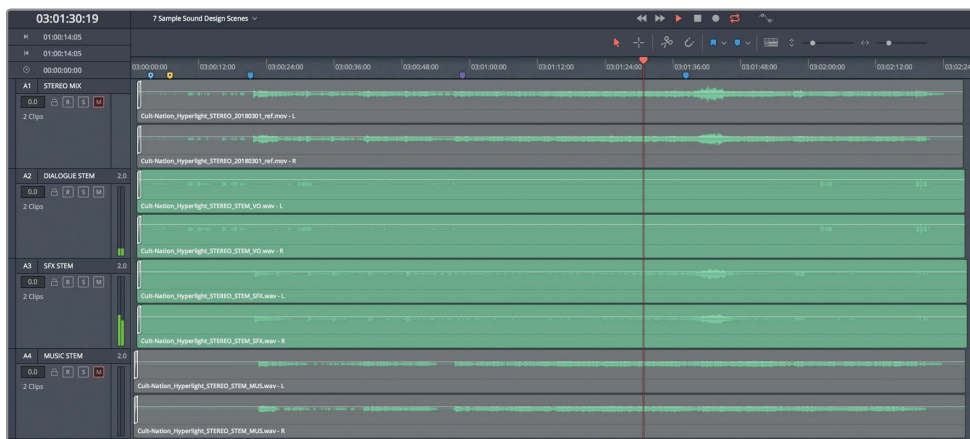 03:01:30:19
7 Sample Sound Design Scenes
01:00:14:05
01:00:14:05
00:00:00:00
03:00:00:00
03:00:12:00
03:00:24:00
03:00:36:00
03:00:48:00
03:01:00:00
03:01:12:00
03:01:24:00
03:01:36:00
03:01:48:00
03:02:00:00
03:02:12:00
03:02:24
A1 STEREO MIX
0.0 R S M
2 Clips
Cult-Nation_Hyperlight_STEREO_20180301_ref.mov - L
Cult-Nation_Hyperlight_STEREO_20180301_ref.mov - R
A2 DIALOGUE STEM 2.0
0.0 R S M
2 Clips
Cult-Nation_Hyperlight_STEREO_STEM_VO.wav - L
Cult-Nation_Hyperlight_STEREO_STEM_VO.wav - R
A3 SFX STEM 2.0
0.0 R S M
2 Clips
Cult-Nation_Hyperlight_STEREO_STEM_SFX.wav - L
Cult-Nation_Hyperlight_STEREO_STEM_SFX.wav - R
A4 MUSIC STEM 2.0
0.0 R S M
2 Clips
Cult-Nation_Hyperlight_STEREO_STEM_MUS.wav - L
Cult-Nation_Hyperlight_STEREO_STEM_MUS.wav - R